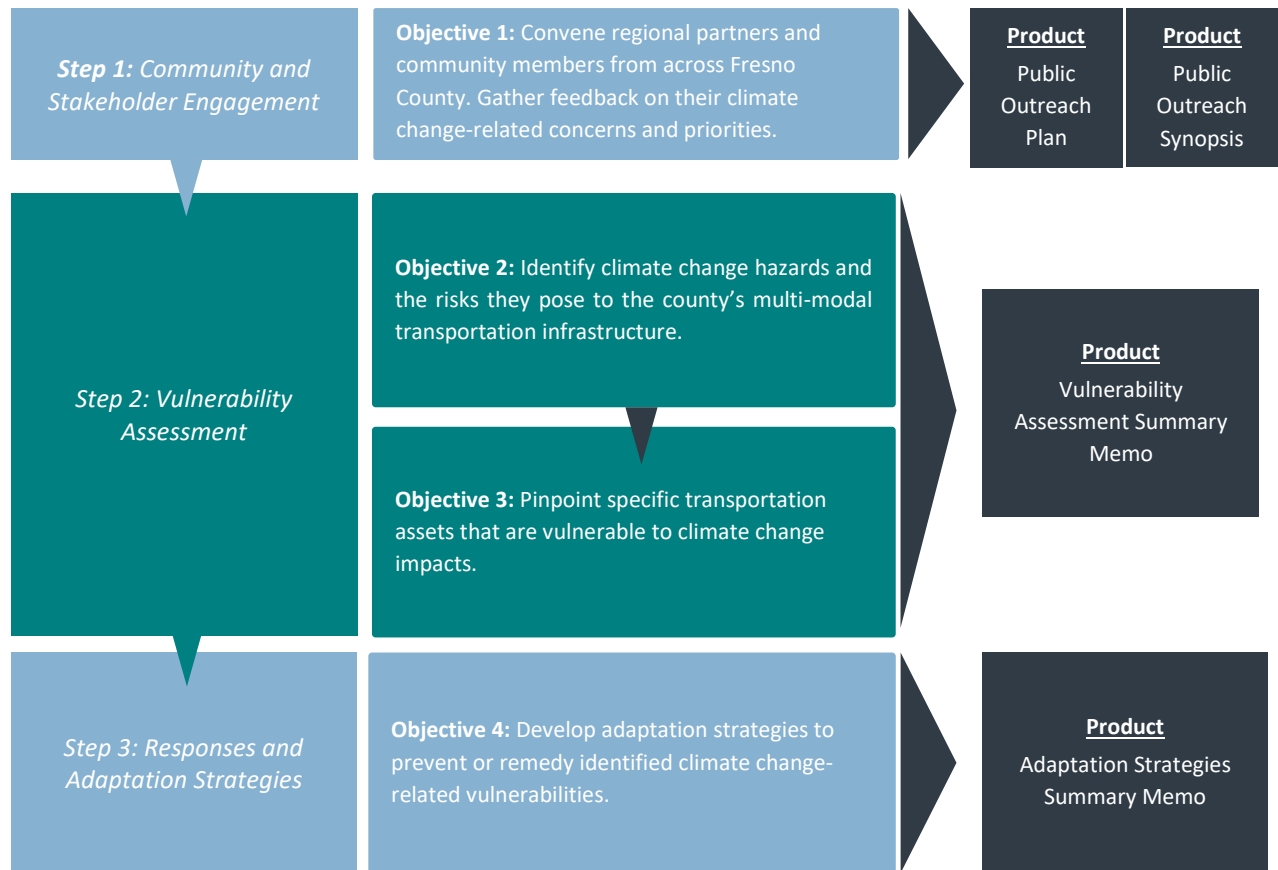 Step 1: Community and
Stakeholder Engagement
Objective 1: Convene regional partners and
community members from across Fresno
County. Gather feedback on their climate
change-related concerns and priorities.
Product
Public
Outreach
Plan
Product
Public
Outreach
Synopsis
Step 2: Vulnerability
Assessment
Objective 2: Identify climate change hazards and
the risks they pose to the county’s multi-modal
transportation infrastructure.
Objective 3: Pinpoint specific transportation
assets that are vulnerable to climate change
impacts.
Product
Vulnerability
Assessment Summary
Memo
Step 3: Responses and
Adaptation Strategies
Objective 4: Develop adaptation strategies to
prevent or remedy identified climate change-
related vulnerabilities.
Product
Adaptation Strategies
Summary Memo